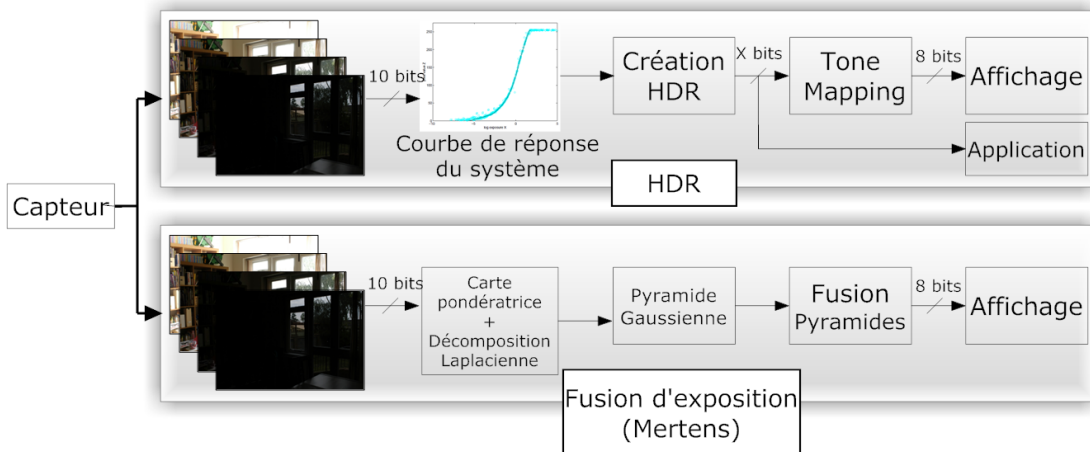 Capteur
10 bits
Courbe de réponse
du système
Création
HDR
X bits
Tone
Mapping
8 bits
Affichage
Application
HDR
10 bits
Carte
pondératrice
+
Décomposition
Laplacienne
Pyramide
Gaussienne
Fusion
Pyramides
8 bits
Affichage
Fusion d'exposition
(Mertens)